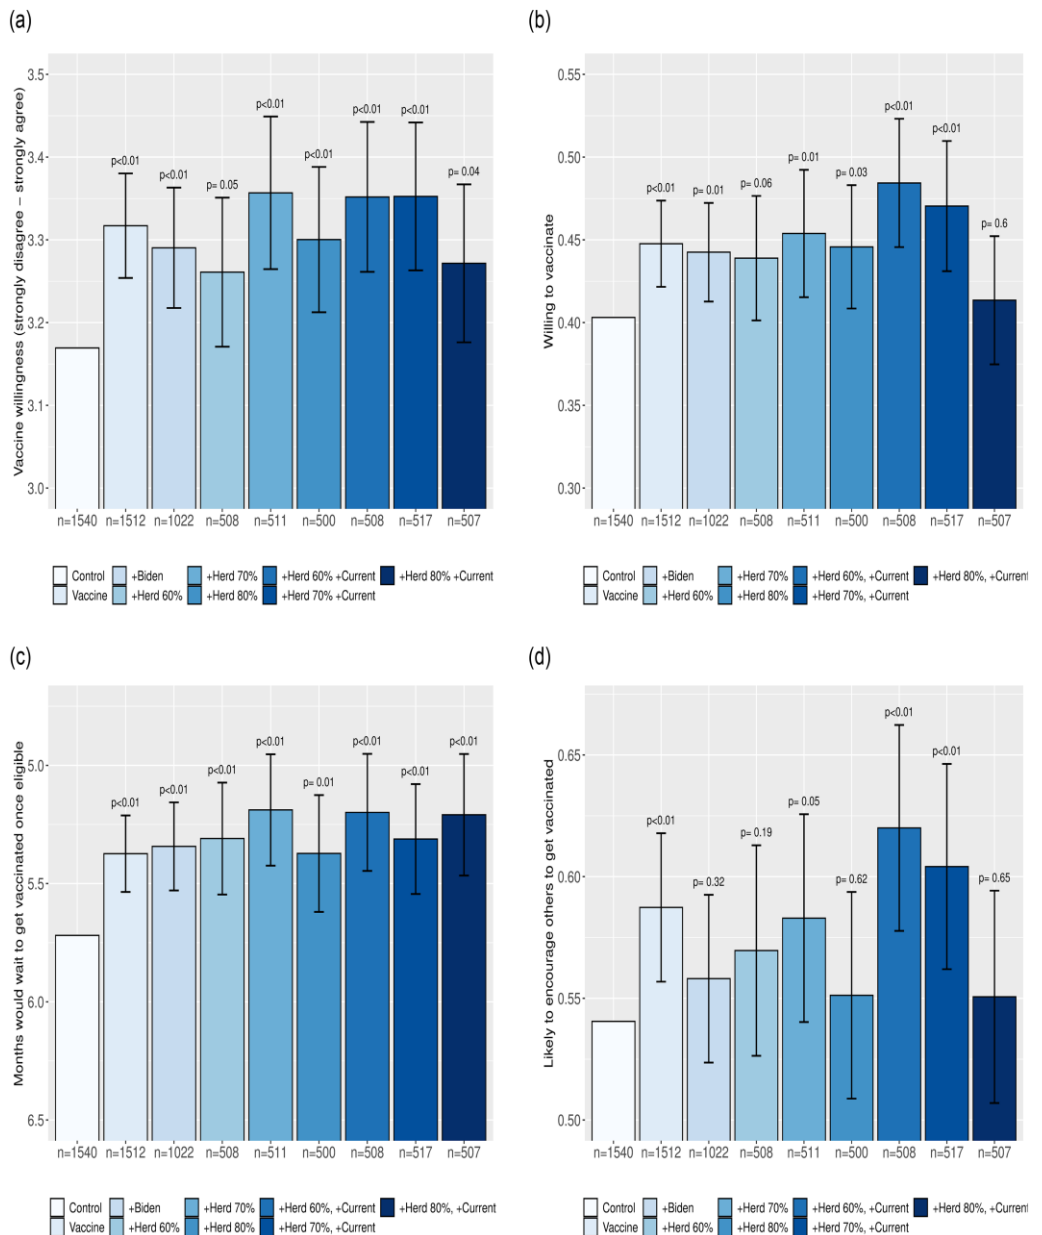 (a)
Vaccine willingness (strongly disagree – strongly agree)
3.5
3.4
3.3
3.2
3.1
3.0
p<0.01
p<0.01
p= 0.05
p<0.01
p<0.01
p<0.01
p<0.01
p= 0.04
n=1540 n=1512 n=1022 n=508 n=511 n=500 n=508 n=517 n=507
Control +Biden +Herd 70% +Herd 60% +Current +Herd 80% +Current
Vaccine +Herd 60% +Herd 80% +Herd 70% +Current
(b)
Willing to vaccinate
0.55
0.50
0.45
0.40
0.35
0.30
p<0.01
p= 0.01
p= 0.06
p= 0.01
p= 0.03
p<0.01
p<0.01
p= 0.6
n=1540 n=1512 n=1022 n=508 n=511 n=500 n=508 n=517 n=507
Control +Biden +Herd 70% +Herd 60%, +Current +Herd 80%, +Current
Vaccine +Herd 60% +Herd 80% +Herd 70%, +Current
(c)
Months would wait to get vaccinated once eligible
5.0
5.5
6.0
6.5
p<0.01
p<0.01
p<0.01
p<0.01
p= 0.01
p<0.01
p<0.01
p<0.01
n=1540 n=1512 n=1022 n=508 n=511 n=500 n=508 n=517 n=507
Control +Biden +Herd 70% +Herd 60%, +Current +Herd 80%, +Current
Vaccine +Herd 60% +Herd 80% +Herd 70%, +Current
(d)
Likely to encourage others to get vaccinated
0.65
0.60
0.55
0.50
p<0.01
p= 0.32
p= 0.19
p= 0.05
p= 0.62
p<0.01
p<0.01
p= 0.65
n=1540 n=1512 n=1022 n=508 n=511 n=500 n=508 n=517 n=507
Control +Biden +Herd 70% +Herd 60%, +Current +Herd 80%, +Current
Vaccine +Herd 60% +Herd 80% +Herd 70%, +Current